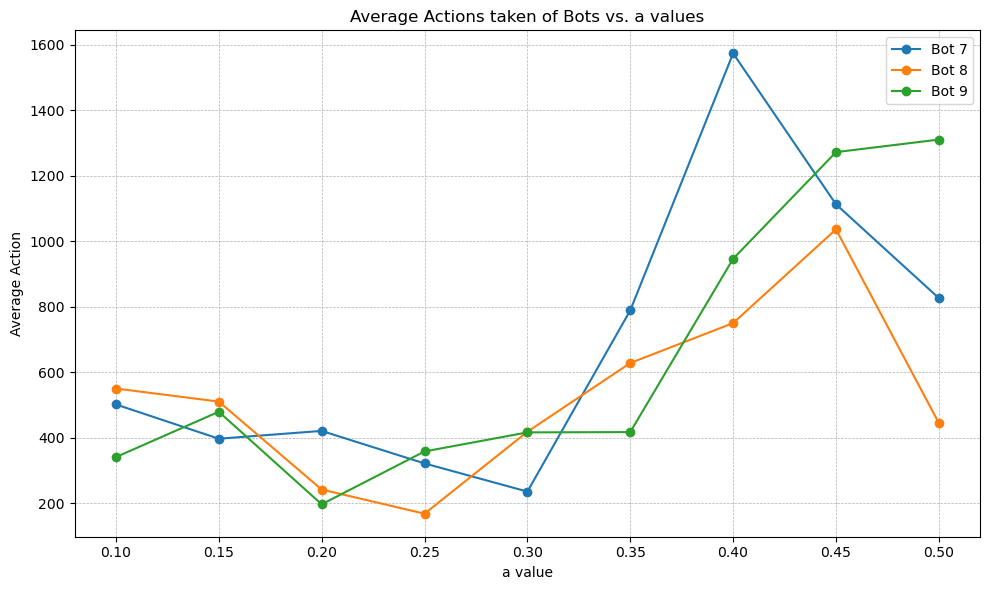 Average Actions taken of Bots vs. a values
Bot 7
Bot 8
Bot 9
Average Action
1600
1400
1200
1000
800
600
400
200
0.10 0.15 0.20 0.25 0.30 0.35 0.40 0.45 0.50
a value